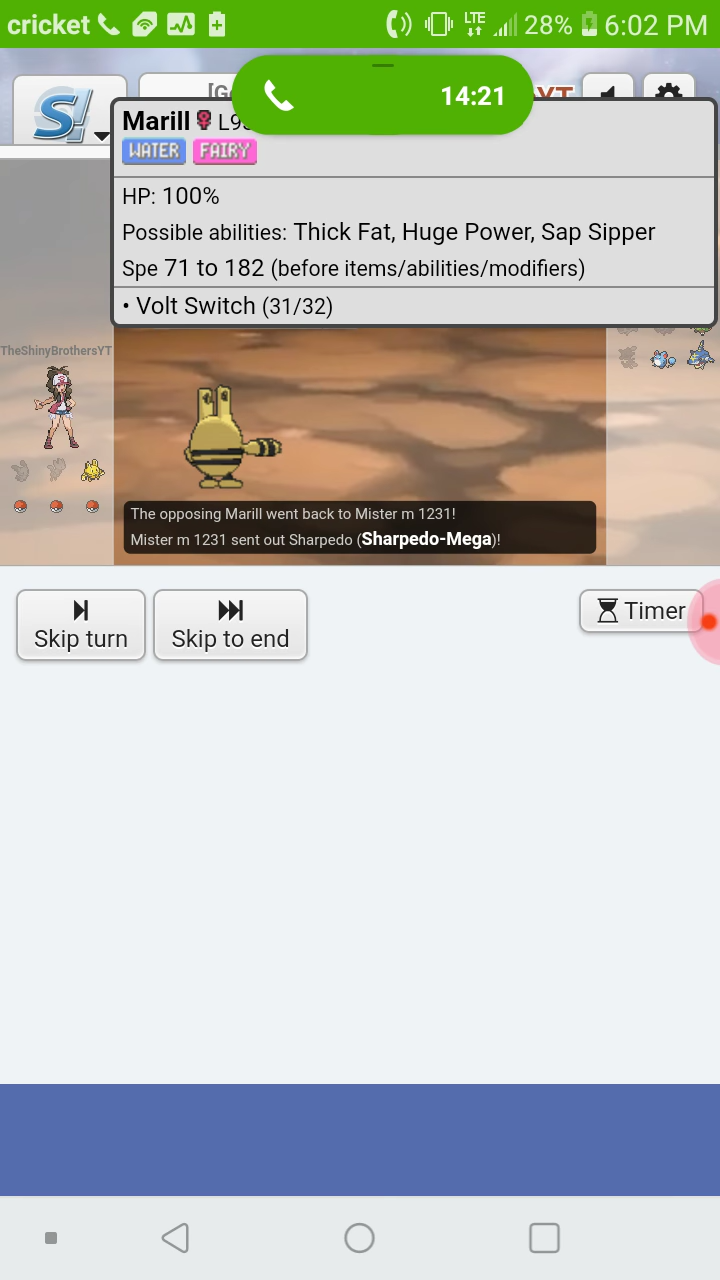 cricket 28% 6:02 PM
LTE
14:21
S!
Marill
WATER FAIRY
HP: 100%
Possible abilities: Thick Fat, Huge Power, Sap Sipper
Spe 71 to 182 (before items/abilities/modifiers)
• Volt Switch (31/32)
TheShinyBrothersYT
The opposing Marill went back to Mister m 1231!
Mister m 1231 sent out Sharpedo (Sharpedo-Mega)!
Skip turn
Skip to end
Timer